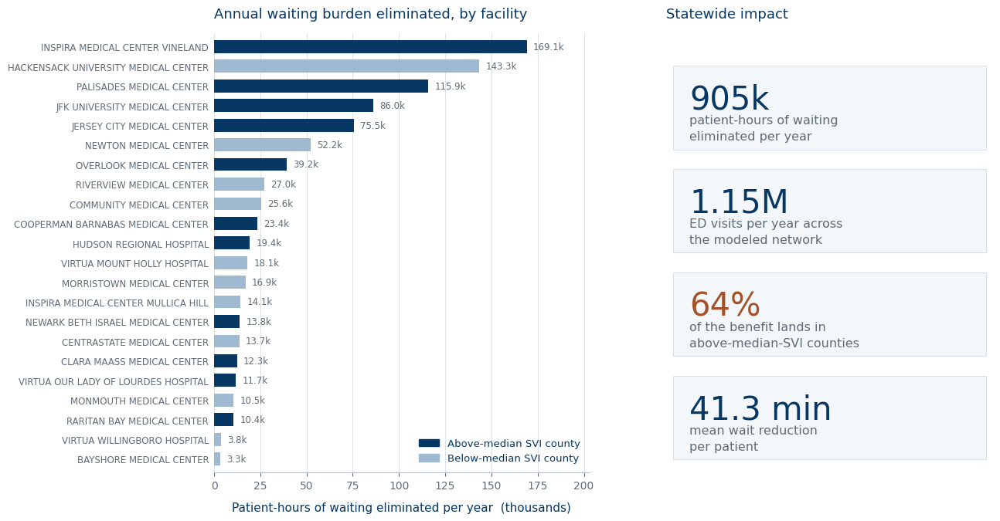 Annual waiting burden eliminated, by facility
INSPIRA MEDICAL CENTER VINELAND 169.1k
HACKENSACK UNIVERSITY MEDICAL CENTER 143.3k
PALISADES MEDICAL CENTER 115.9k
JFK UNIVERSITY MEDICAL CENTER 86.0k
JERSEY CITY MEDICAL CENTER 75.5k
NEWTON MEDICAL CENTER 52.2k
OVERLOOK MEDICAL CENTER 39.2k
RIVERVIEW MEDICAL CENTER 27.0k
COMMUNITY MEDICAL CENTER 25.6k
COOPERMAN BARNABAS MEDICAL CENTER 23.4k
HUDSON REGIONAL HOSPITAL 19.4k
VIRTUA MOUNT HOLLY HOSPITAL 18.1k
MORRISTOWN MEDICAL CENTER 16.9k
INSPIRA MEDICAL CENTER MULLICA HILL 14.1k
NEWARK BETH ISRAEL MEDICAL CENTER 13.8k
CENTRASTATE MEDICAL CENTER 13.7k
CLARA MAASS MEDICAL CENTER 12.3k
VIRTUA OUR LADY OF LOURDES HOSPITAL 11.7k
MONMOUTH MEDICAL CENTER 10.5k
RARITAN BAY MEDICAL CENTER 10.4k
VIRTUA WILLINGBORO HOSPITAL 3.8k
BAYSHORE MEDICAL CENTER 3.3k
Above-median SVI county
Below-median SVI county
0 25 50 75 100 125 150 175 200
Patient-hours of waiting eliminated per year (thousands)
Statewide impact
905k
patient-hours of waiting
eliminated per year
1.15M
ED visits per year across
the modeled network
64%
of the benefit lands in
above-median-SVI counties
41.3 min
mean wait reduction
per patient